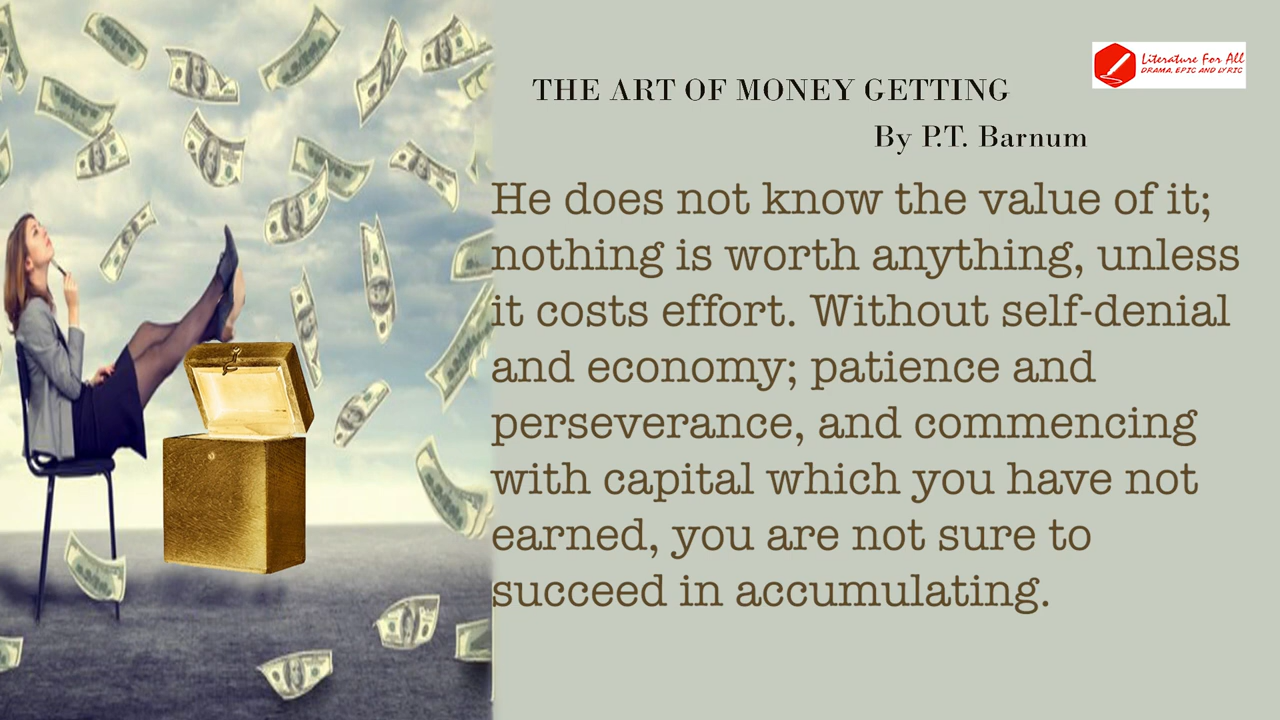 Literature For All
DRAMA, EPIC AND LYRIC
THE ART OF MONEY GETTING
By P.T. Barnum
He does not know the value of it;
nothing is worth anything, unless
it costs effort. Without self-denial
and economy; patience and
perseverance, and commencing
with capital which you have not
earned, you are not sure to
succeed in accumulating.